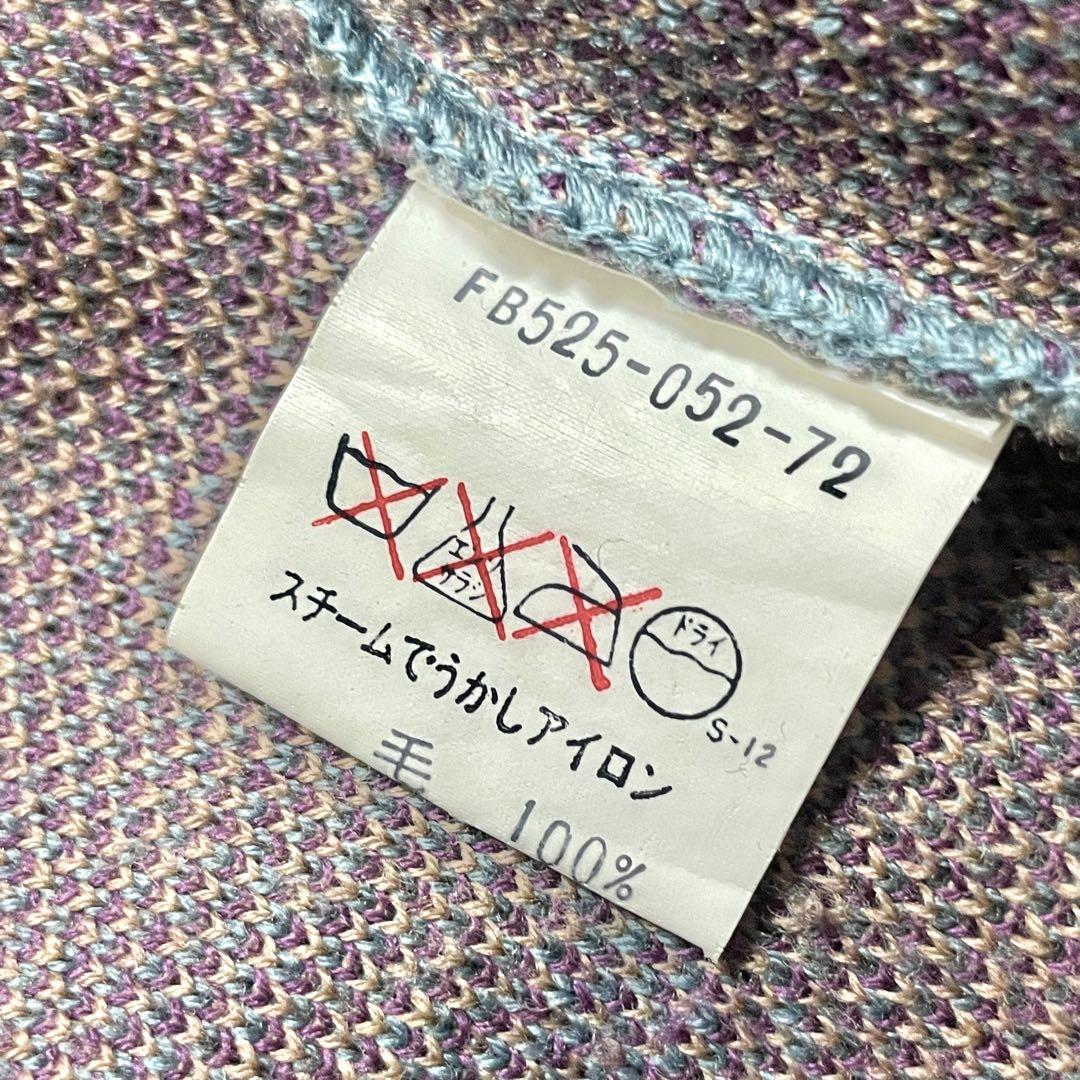 FB525-052-72
エンソ
サラシ
ドライ
S-12
スチームでうかしアイロン
毛 100%